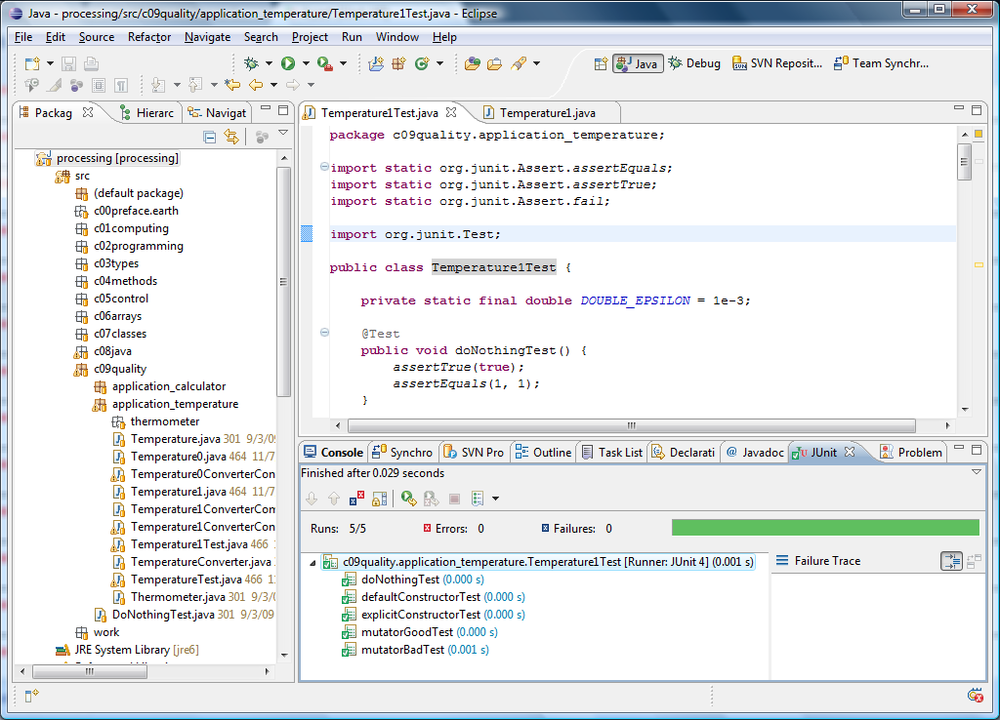 Java - processing/src/c09quality/application_temperature/Temperature1Test.java - Eclipse
File Edit Source Refactor Navigate Search Project Run Window Help
Java Debug SVN Reposit... Team Synchr...
Packag Hierarc Navigat
processing [processing]
src
(default package)
c00preface.earth
c01computing
c02programming
c03types
c04methods
c05control
c06arrays
c07classes
c08java
c09quality
application_calculator
application_temperature
thermometer
Temperature.java 301 9/3/09
Temperature0.java 464 11/7
Temperature0ConverterCon
Temperature1.java 464 11/7
Temperature1ConverterCon
Temperature1ConverterCon
Temperature1Test.java 466
TemperatureConverter.java
TemperatureTest.java 466 1
Thermometer.java 301 9/3/0
DoNothingTest.java 301 9/3/09
work
JRE System Library [jre6]
Temperature1Test.java Temperature1.java
package c09quality.application_temperature;
import static org.junit.Assert.assertEquals;
import static org.junit.Assert.assertTrue;
import static org.junit.Assert.fail;
import org.junit.Test;
public class Temperature1Test {
private static final double DOUBLE_EPSILON = 1e-3;
@Test
public void doNothingTest() {
assertTrue(true);
assertEquals(1, 1);
}
Console Synchro SVN Pro Outline Task List Declarati Javadoc JUnit Problem
Finished after 0.029 seconds
Runs: 5/5 Errors: 0 Failures: 0
c09quality.application_temperature.Temperature1Test [Runner: JUnit 4] (0.001 s)
doNothingTest (0.000 s)
defaultConstructorTest (0.000 s)
explicitConstructorTest (0.000 s)
mutatorGoodTest (0.000 s)
mutatorBadTest (0.001 s)
Failure Trace